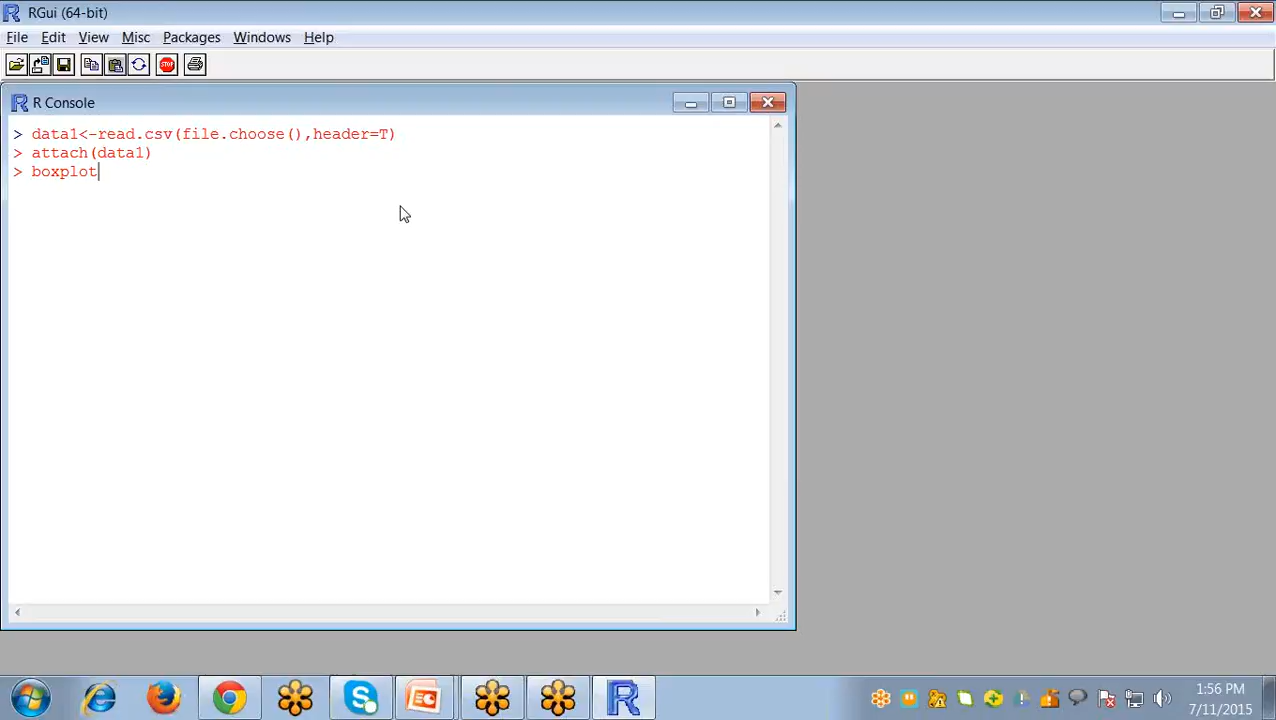 RGui (64-bit)
File Edit View Misc Packages Windows Help
STOP
R Console
> data1<-read.csv(file.choose(),header=T)
> attach(data1)
> boxplot
1:56 PM
7/11/2015